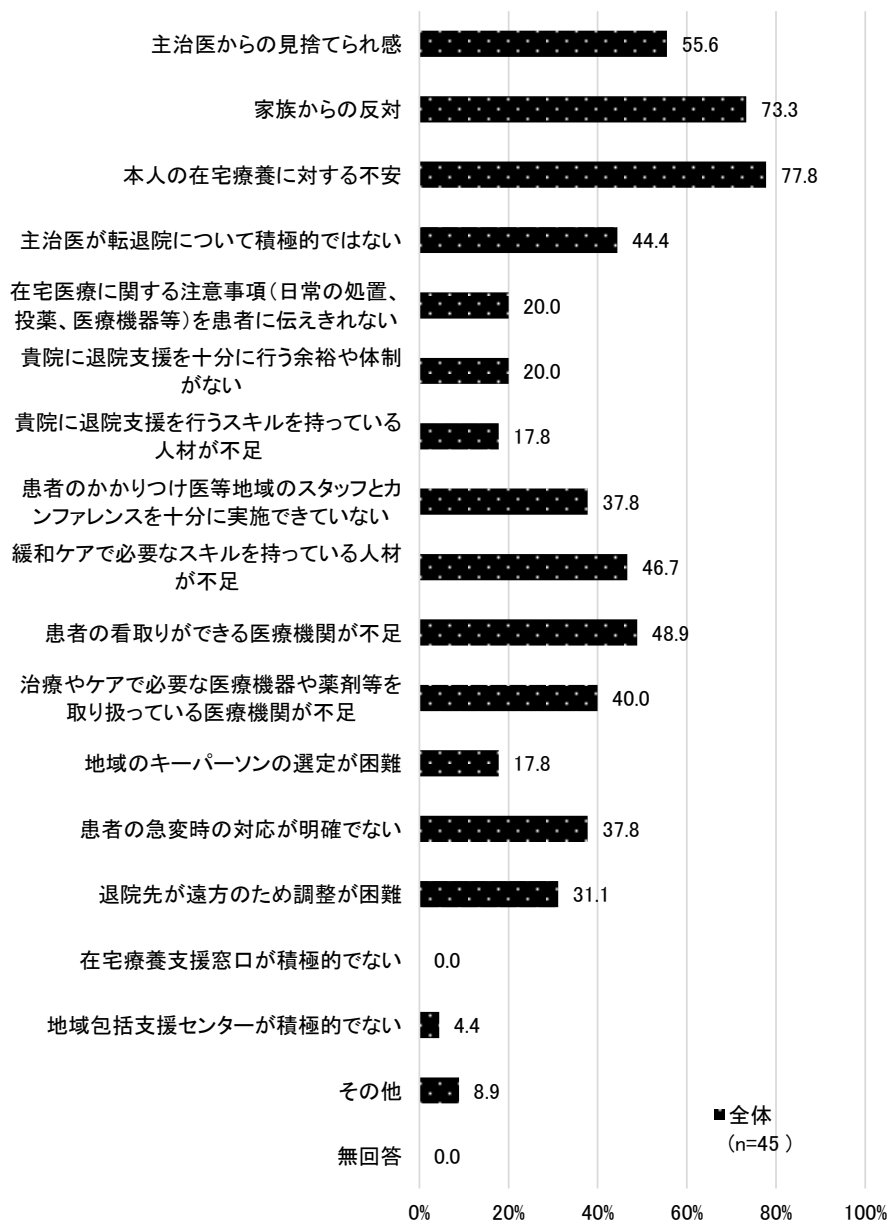 主治医からの見捨てられ感
55.6
家族からの反対
73.3
本人の在宅療養に対する不安
77.8
主治医が転退院について積極的ではない
44.4
在宅医療に関する注意事項(日常の処置、
投薬、医療機器等)を患者に伝えきれない
20.0
貴院に退院支援を十分に行う余裕や体制
がない
20.0
貴院に退院支援を行うスキルを持っている
人材が不足
17.8
患者のかかりつけ医等地域のスタッフとカ
ンファレンスを十分に実施できていない
37.8
緩和ケアで必要なスキルを持っている人材
が不足
46.7
患者の看取りができる医療機関が不足
48.9
治療やケアで必要な医療機器や薬剤等を
取り扱っている医療機関が不足
40.0
地域のキーパーソンの選定が困難
17.8
患者の急変時の対応が明確でない
37.8
退院先が遠方のため調整が困難
31.1
在宅療養支援窓口が積極的でない
0.0
地域包括支援センターが積極的でない
4.4
その他
8.9
無回答
0.0
全体
(n=45 )
0% 20% 40% 60% 80% 100%